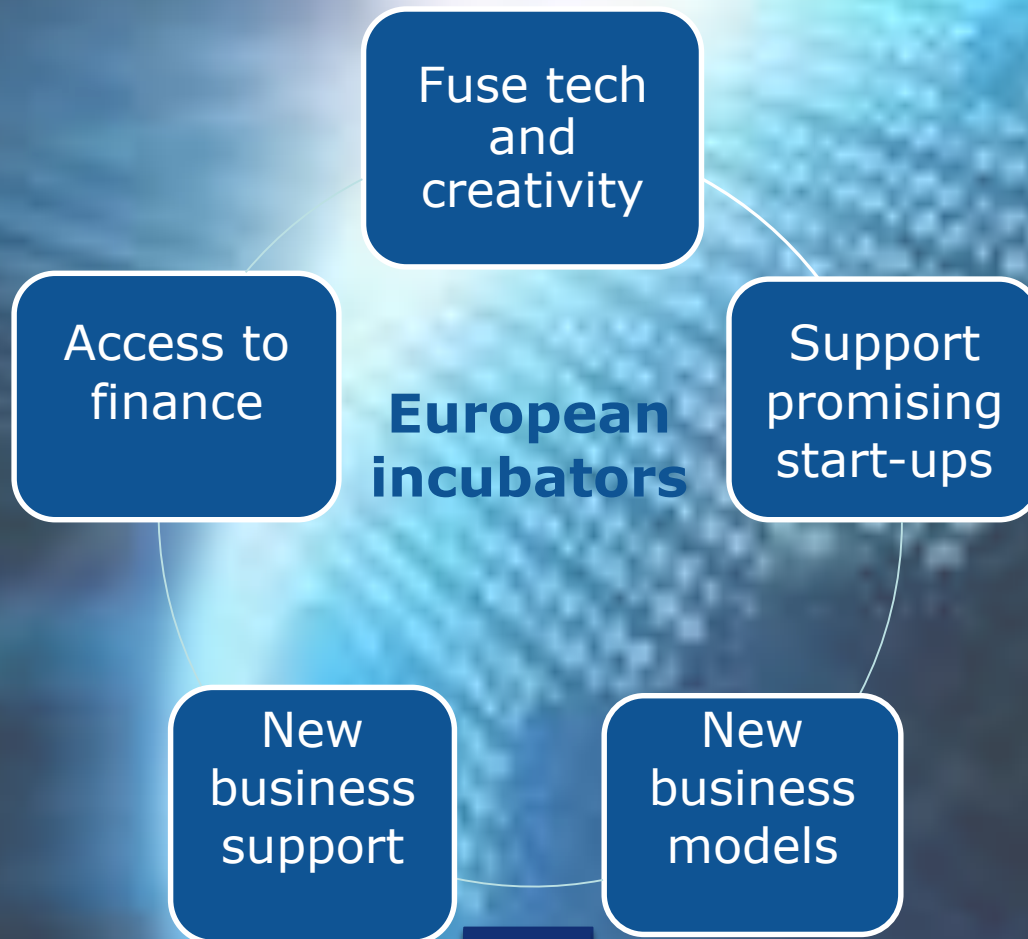 Fuse tech
and
creativity
Access to
finance
Support
promising
start-ups
European
incubators
New
business
support
New
business
models